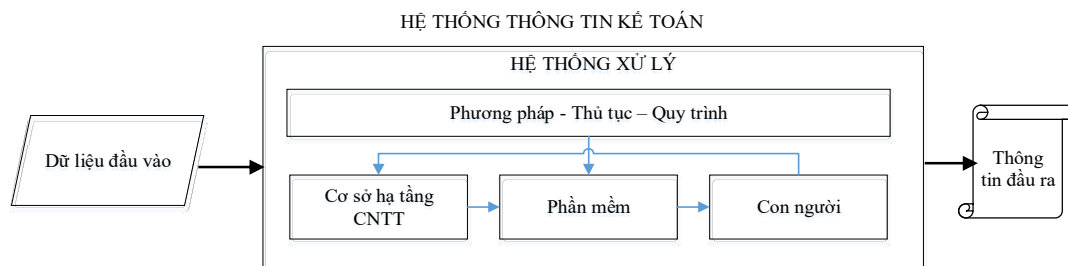 HỆ THỐNG THÔNG TIN KẾ TOÁN
HỆ THỐNG XỬ LÝ
Phương pháp - Thủ tục – Quy trình
Dữ liệu đầu vào
Cơ sở hạ tầng
CNTT
Phần mềm
Con người
Thông
tin đầu ra